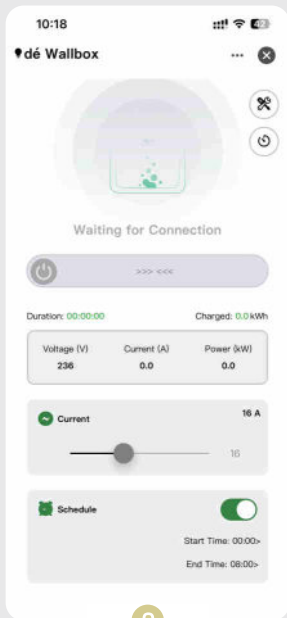 10:18
dé Wallbox
Waiting for Connection
>>> <<<
Duration: 00:00:00 Charged: 0.0 kWh
Voltage (V) Current (A) Power (kW)
236 0.0 0.0
Current 16 A
16
Schedule
Start Time: 00:00>
End Time: 08:00>